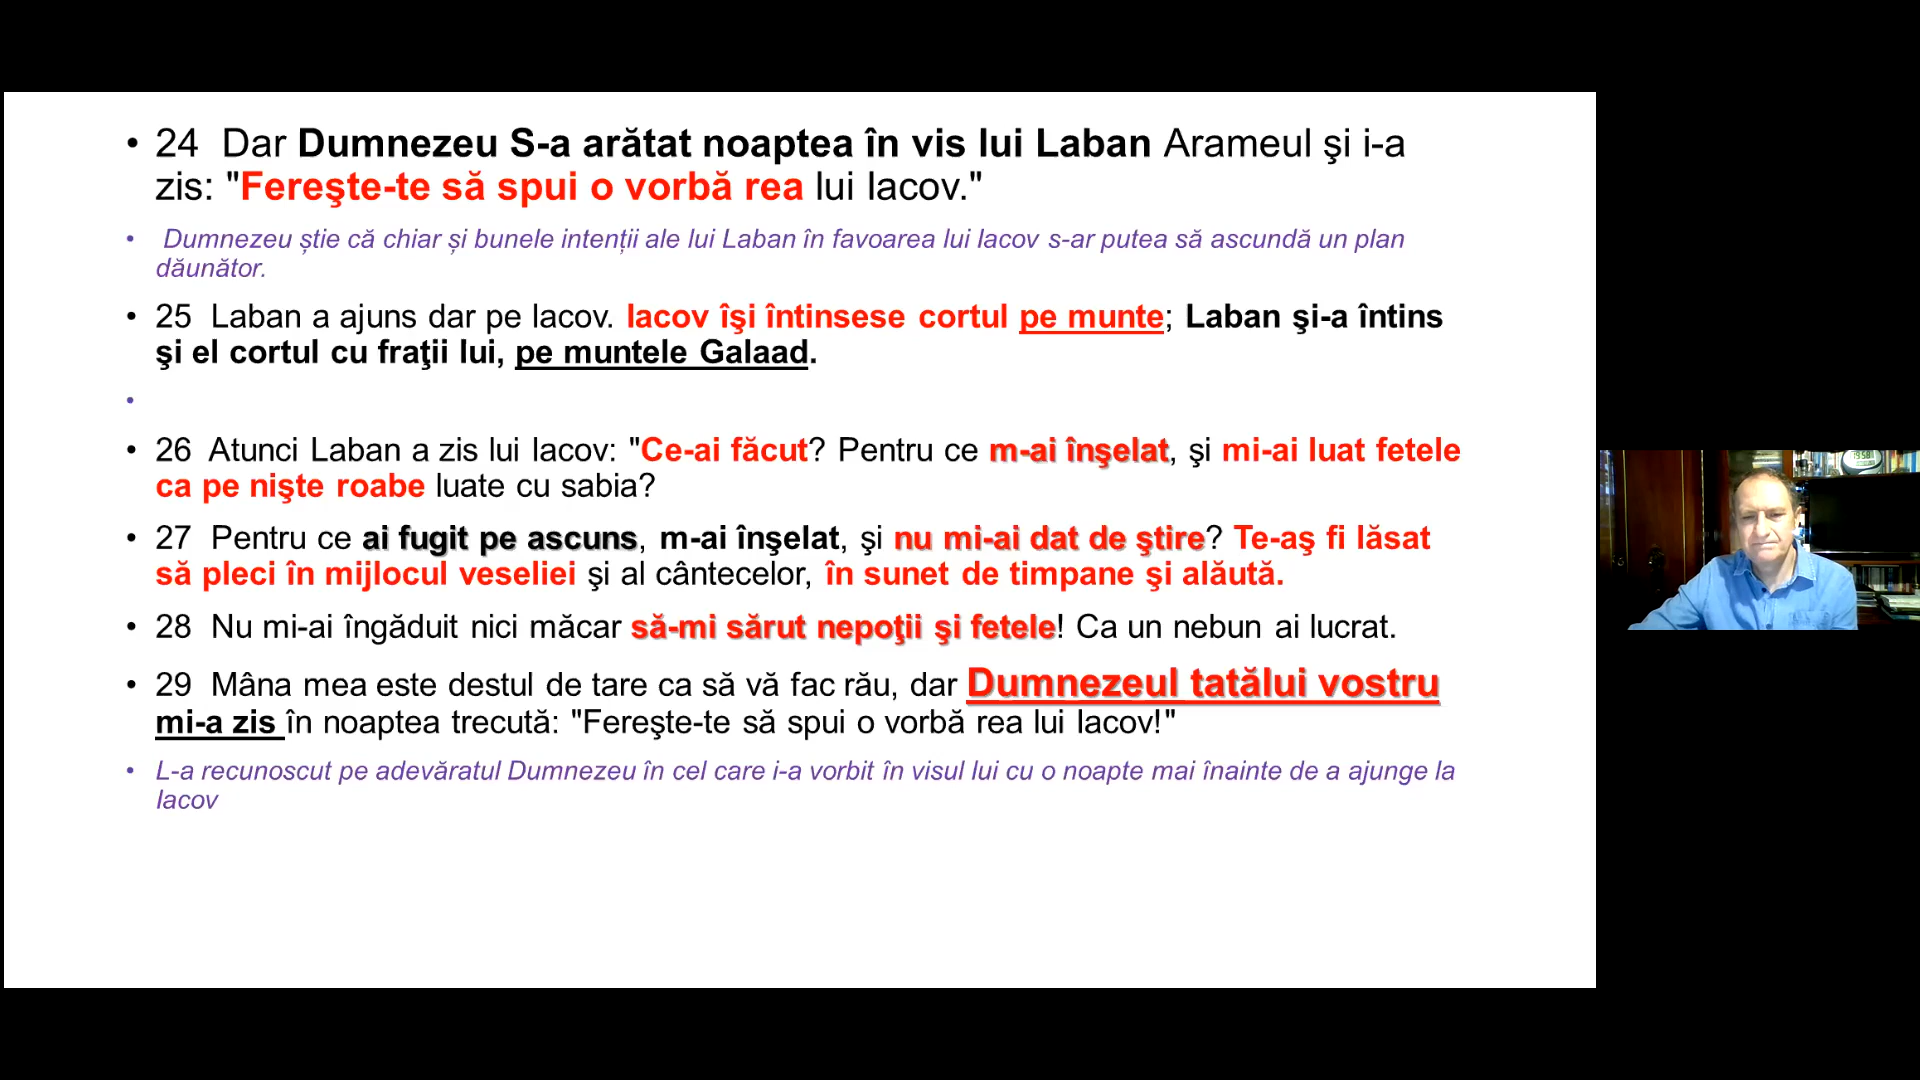 • 24 Dar Dumnezeu S-a arătat noaptea în vis lui Laban Arameul şi i-a
zis: "Fereşte-te să spui o vorbă rea lui Iacov."
• Dumnezeu știe că chiar și bunele intenții ale lui Laban în favoarea lui Iacov s-ar putea să ascundă un plan
dăunător.
• 25 Laban a ajuns dar pe Iacov. Iacov îşi întinsese cortul pe munte; Laban şi-a întins
şi el cortul cu fraţii lui, pe muntele Galaad.
•
• 26 Atunci Laban a zis lui Iacov: "Ce-ai făcut? Pentru ce m-ai înşelat, şi mi-ai luat fetele
ca pe nişte roabe luate cu sabia?
• 27 Pentru ce ai fugit pe ascuns, m-ai înşelat, şi nu mi-ai dat de ştire? Te-aş fi lăsat
să pleci în mijlocul veseliei şi al cântecelor, în sunet de timpane şi alăută.
• 28 Nu mi-ai îngăduit nici măcar să-mi sărut nepoţii şi fetele! Ca un nebun ai lucrat.
• 29 Mâna mea este destul de tare ca să vă fac rău, dar Dumnezeul tatălui vostru
mi-a zis în noaptea trecută: "Fereşte-te să spui o vorbă rea lui Iacov!"
• L-a recunoscut pe adevăratul Dumnezeu în cel care i-a vorbit în visul lui cu o noapte mai înainte de a ajunge la
Iacov